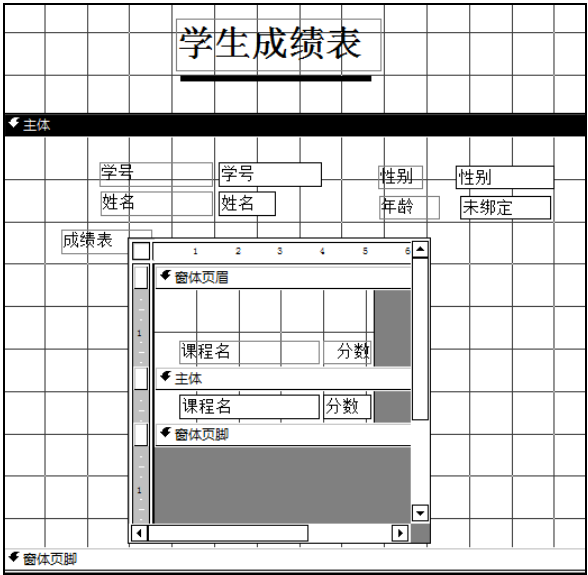 学生成绩表
主体
学号 学号 性别 性别
姓名 姓名 年龄 未绑定
成绩表
1 2 3 4 5 6
窗体页眉
1
课程名 分数
主体
课程名 分数
窗体页脚
1
窗体页脚